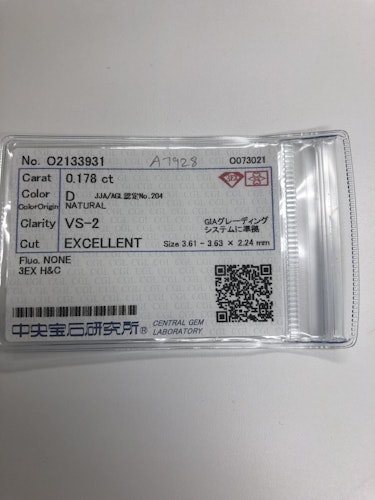 No. O2133931 A7928 O073021
Carat 0.178 ct
Color D JJA/AGL認定No.204
ColorOrigin NATURAL
Clarity VS-2 GIAグレーディング
システムに準拠
Cut EXCELLENT Size 3.61 - 3.63 × 2.24 mm
Fluo. NONE
3EX H&C
中央宝石研究所® CENTRAL GEM
LABORATORY